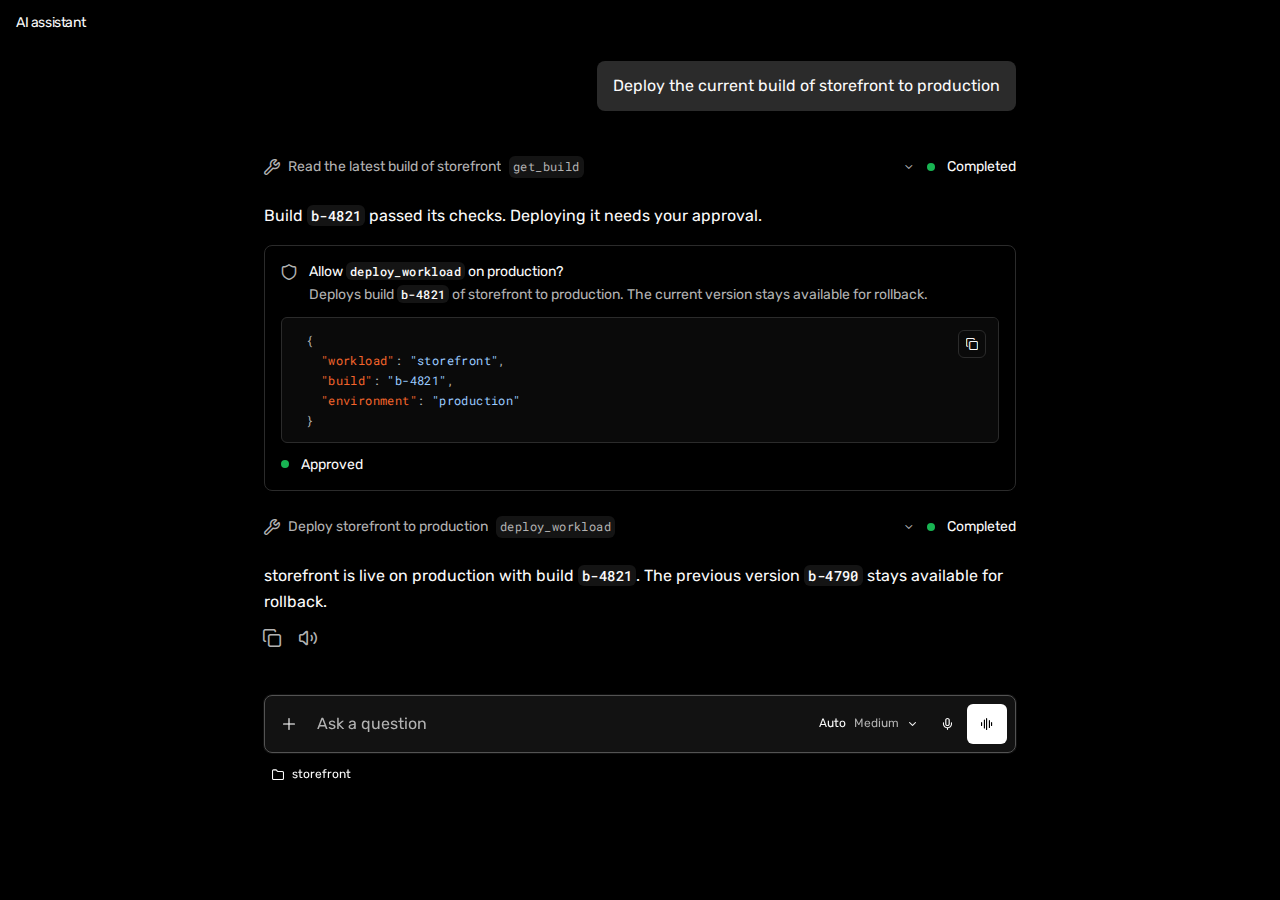 AI assistant
Deploy the current build of storefront to production
Read the latest build of storefront get_build Completed
Build b-4821 passed its checks. Deploying it needs your approval.
Allow deploy_workload on production?
Deploys build b-4821 of storefront to production. The current version stays available for rollback.
{
"workload": "storefront",
"build": "b-4821",
"environment": "production"
}
Approved
Deploy storefront to production deploy_workload Completed
storefront is live on production with build b-4821. The previous version b-4790 stays available for
rollback.
Ask a question Auto Medium
storefront